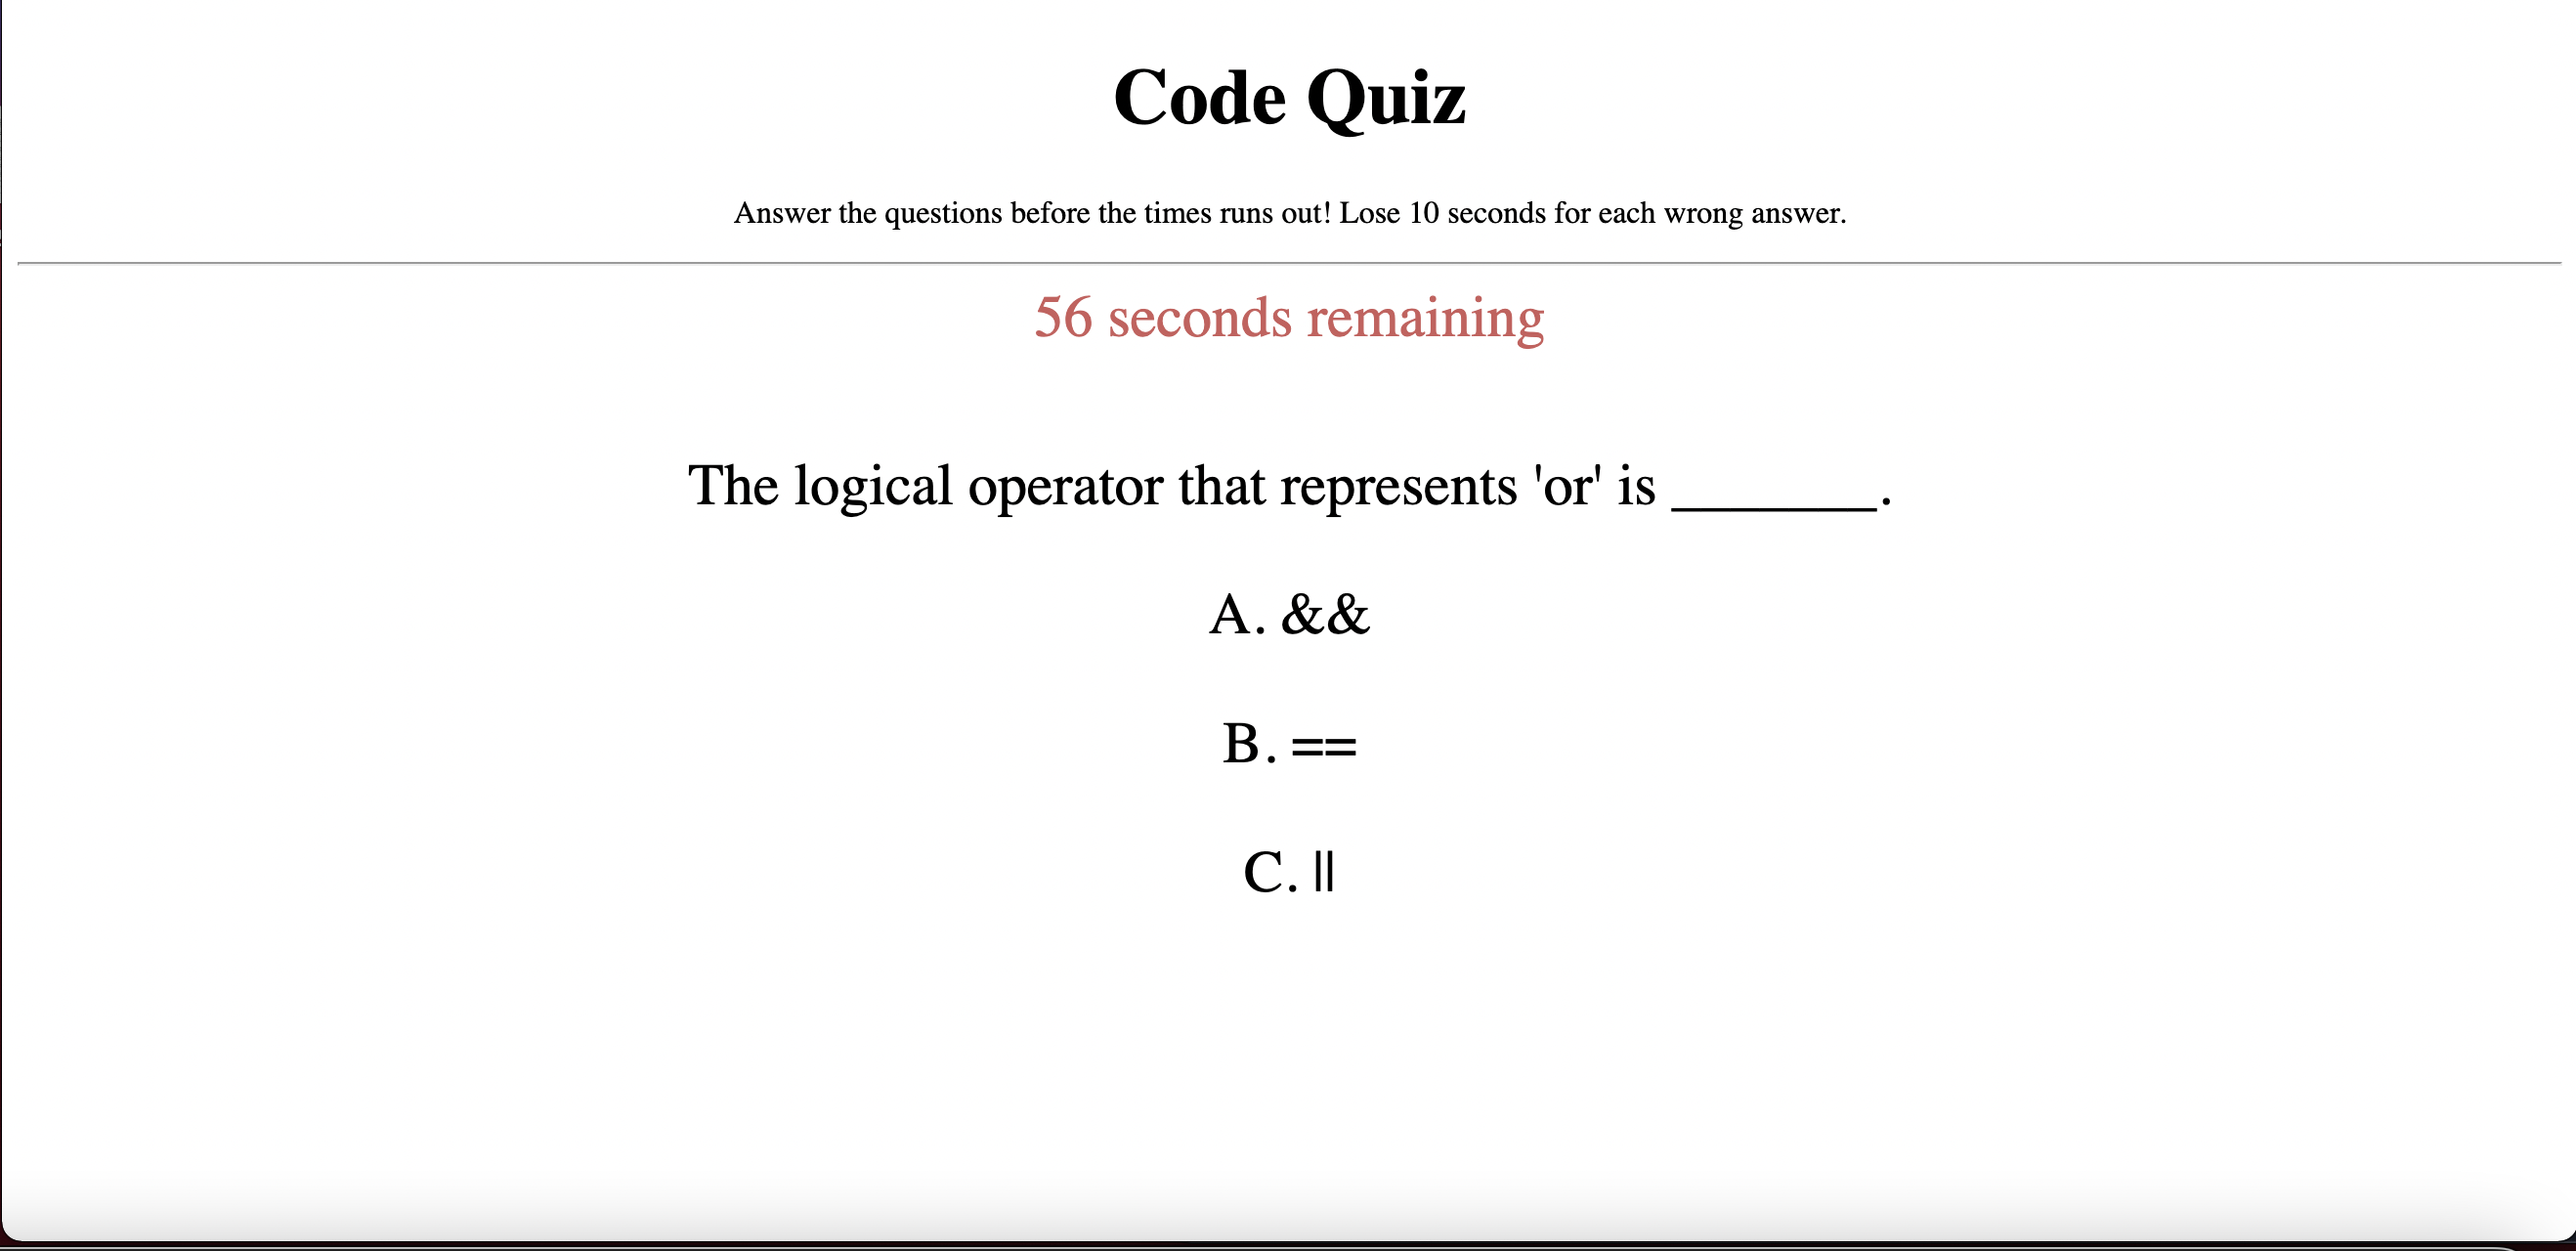 Code Quiz
Answer the questions before the times runs out! Lose 10 seconds for each wrong answer.
56 seconds remaining
The logical operator that represents 'or' is _______.
A. &&
B. ==
C. ||